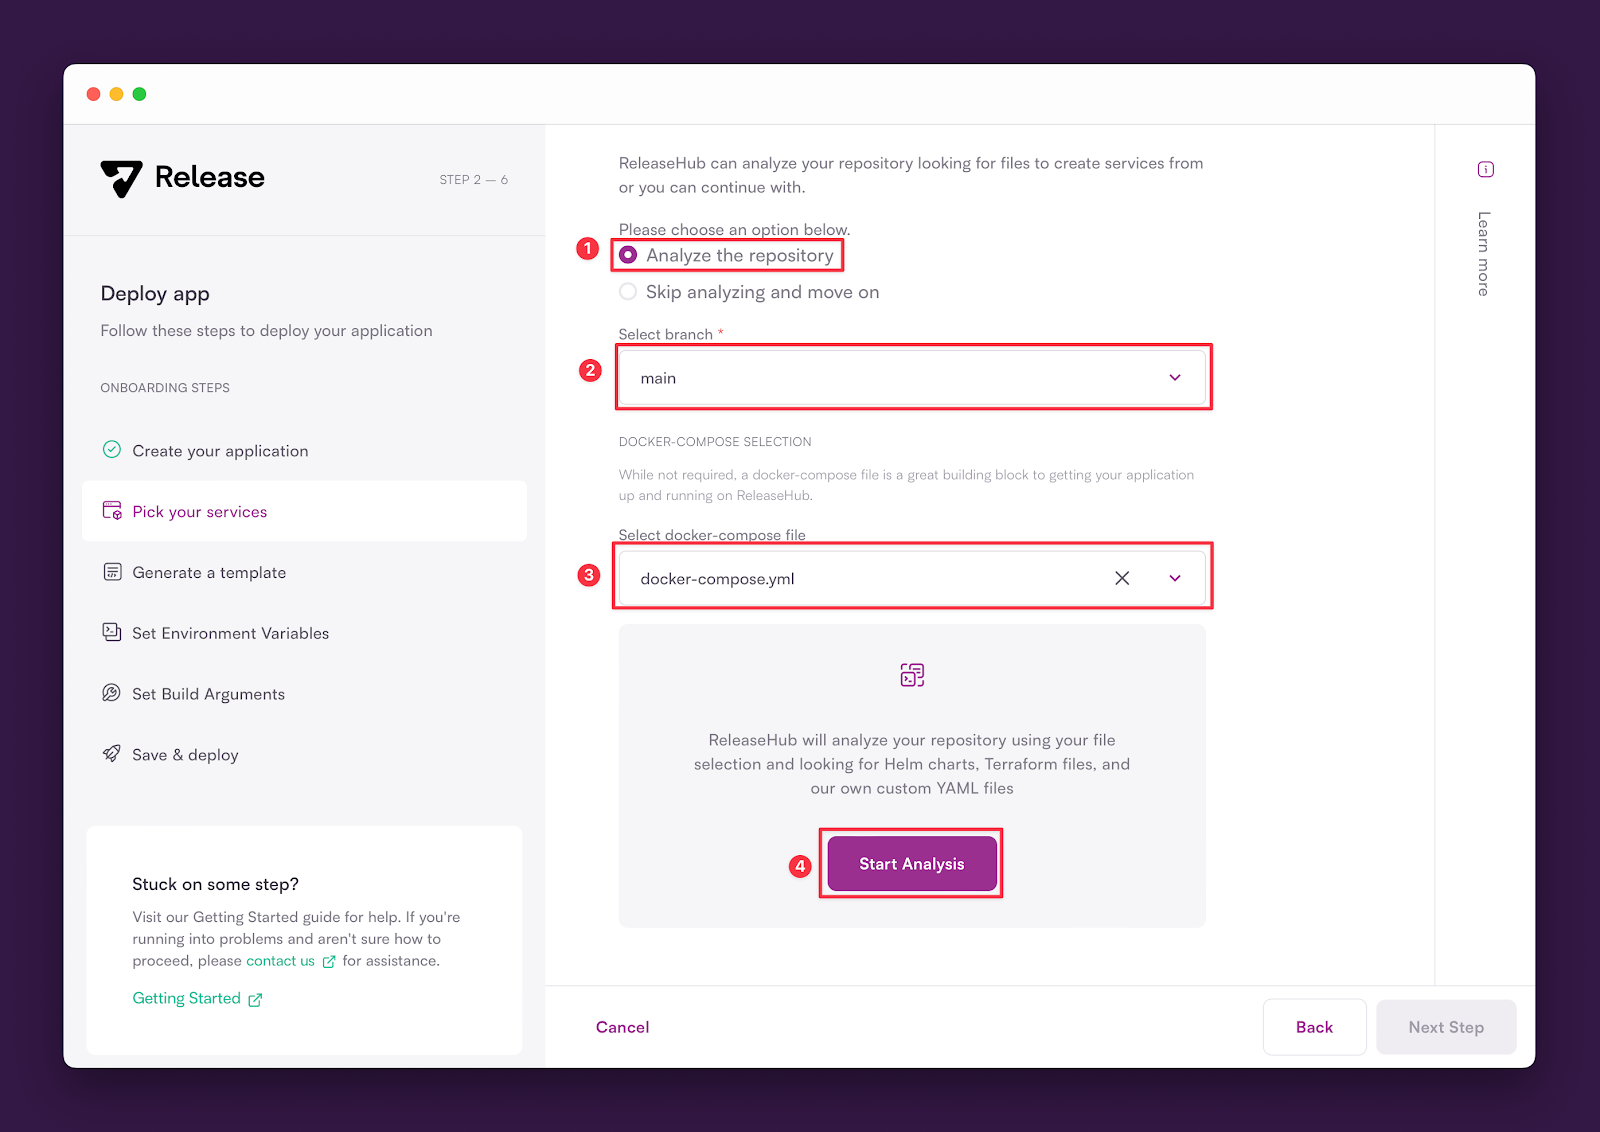 Release
STEP 2 — 6
Deploy app
Follow these steps to deploy your application
ONBOARDING STEPS
Create your application
Pick your services
Generate a template
Set Environment Variables
Set Build Arguments
Save & deploy
Stuck on some step?
Visit our Getting Started guide for help. If you're
running into problems and aren't sure how to
proceed, please contact us for assistance.
Getting Started
ReleaseHub can analyze your repository looking for files to create services from
or you can continue with.
Please choose an option below.
1 Analyze the repository
Skip analyzing and move on
Select branch *
2 main
DOCKER-COMPOSE SELECTION
While not required, a docker-compose file is a great building block to getting your application
up and running on ReleaseHub.
Select docker-compose file
3 docker-compose.yml
ReleaseHub will analyze your repository using your file
selection and looking for Helm charts, Terraform files, and
our own custom YAML files
4 Start Analysis
Cancel
Back
Next Step
Learn more